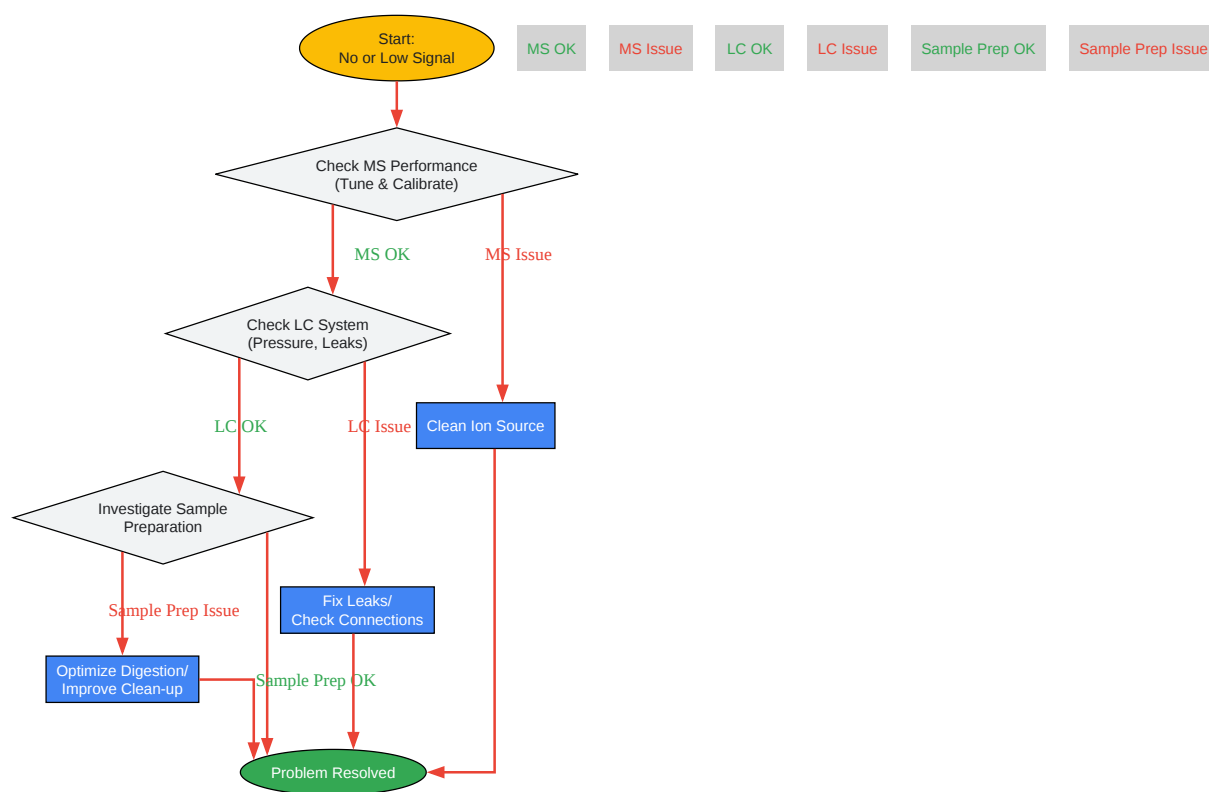 Start:
No or Low Signal
MS OK
MS Issue
LC OK
LC Issue
Sample Prep OK
Sample Prep Issue
Check MS Performance
(Tune & Calibrate)
MS OK
MS Issue
Check LC System
(Pressure, Leaks)
LC OK
LC Issue
Clean Ion Source
Investigate Sample
Preparation
Sample Prep Issue
Fix Leaks/
Check Connections
Optimize Digestion/
Improve Clean-up
Sample Prep OK
Problem Resolved